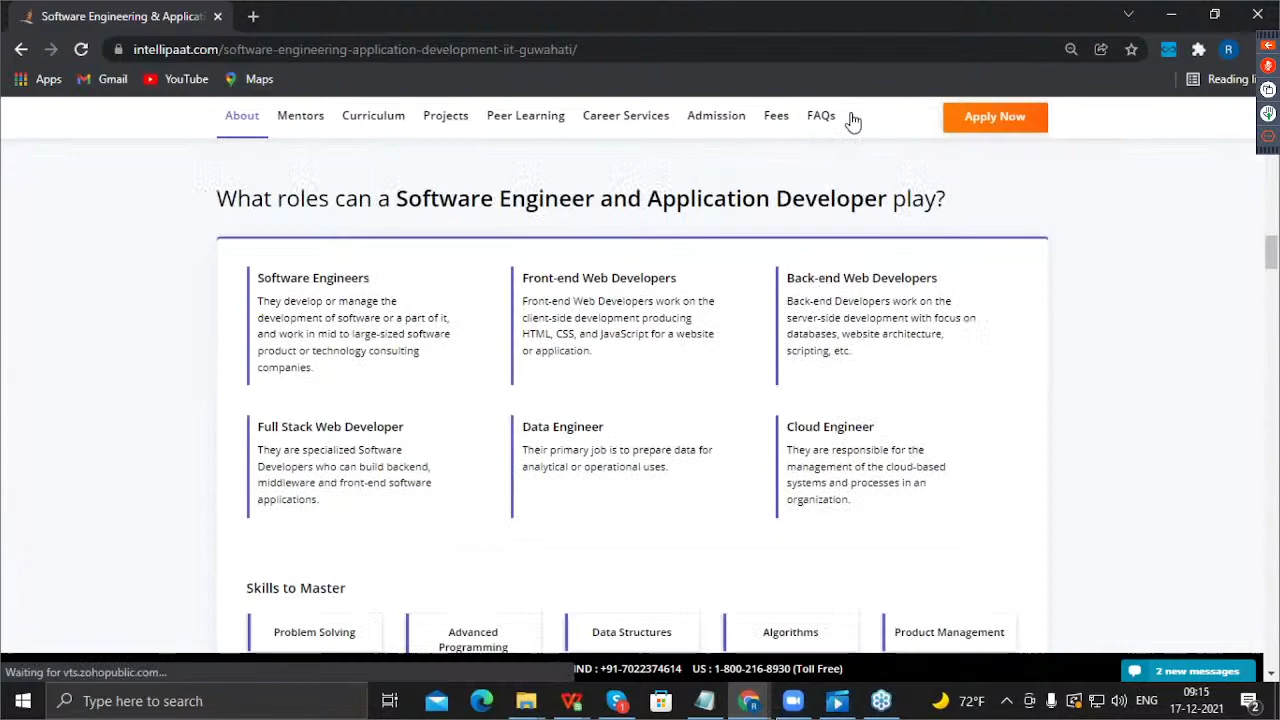 Software Engineering & Applicati
intellipaat.com/software-engineering-application-development-iit-guwahati/
R
Apps Gmail YouTube Maps Reading li
About Mentors Curriculum Projects Peer Learning Career Services Admission Fees FAQs Apply Now
What roles can a Software Engineer and Application Developer play?
Software Engineers
They develop or manage the
development of software or a part of it,
and work in mid to large-sized software
product or technology consulting
companies.
Front-end Web Developers
Front-end Web Developers work on the
client-side development producing
HTML, CSS, and JavaScript for a website
or application.
Back-end Web Developers
Back-end Developers work on the
server-side development with focus on
databases, website architecture,
scripting, etc.
Full Stack Web Developer
They are specialized Software
Developers who can build backend,
middleware and front-end software
applications.
Data Engineer
Their primary job is to prepare data for
analytical or operational uses.
Cloud Engineer
They are responsible for the
management of the cloud-based
systems and processes in an
organization.
Skills to Master
Problem Solving
Advanced
Programming
Data Structures
Algorithms
Product Management
Waiting for vts.zohopublic.com...
IND : +91-7022374614 US : 1-800-216-8930 (Toll Free)
2 new messages
Type here to search
72°F
ENG
09:15
17-12-2021
2